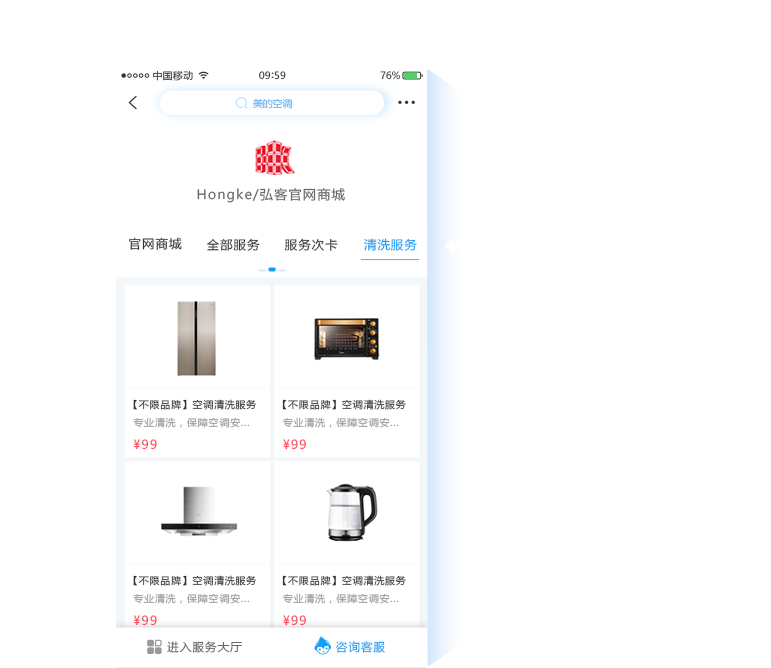 中国移动 09:59 76%
美的空调
Hongke/弘客官网商城
官网商城 全部服务 服务次卡 清洗服务
【不限品牌】空调清洗服务 【不限品牌】空调清洗服务
专业清洗，保障空调安... 专业清洗，保障空调安...
¥99 ¥99
【不限品牌】空调清洗服务 【不限品牌】空调清洗服务
专业清洗，保障空调安... 专业清洗，保障空调安...
¥99 ¥99
进入服务大厅 咨询客服